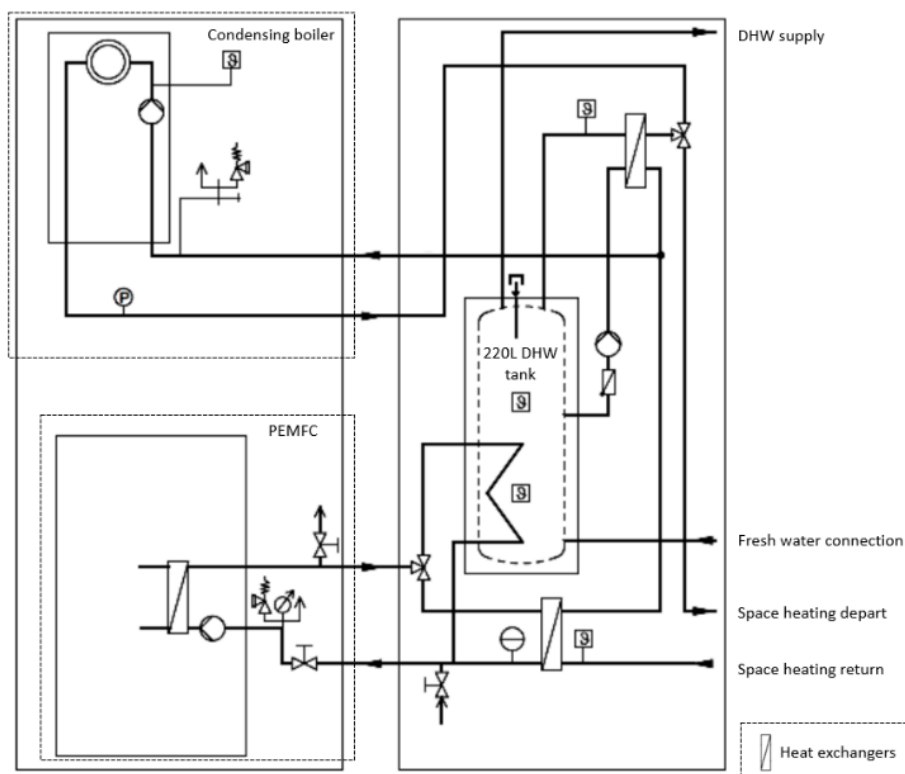 Condensing boiler
DHW supply
ϑ
ϑ
P
220L DHW
tank
ϑ
PEMFC
ϑ
Fresh water connection
Space heating depart
ϑ
Space heating return
Heat exchangers